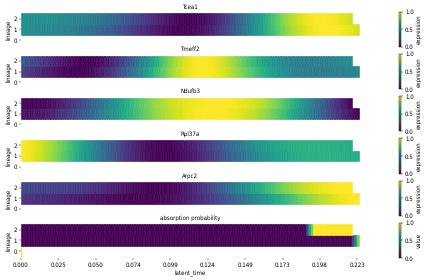 Tcea1
lineage 2 1 0
1.0 0.5 0.0 expression
Tmeff2
lineage 2 1 0
1.0 0.5 0.0 expression
Ndufb3
lineage 2 1 0
1.0 0.5 0.0 expression
Rpl37a
lineage 2 1 0
1.0 0.5 0.0 expression
Arpc2
lineage 2 1 0
1.0 0.5 0.0 expression
absorption probability
lineage 2 1 0
1.0 0.5 0.0 value
0.000 0.025 0.050 0.074 0.099 0.124 0.149 0.173 0.198 0.223
latent_time